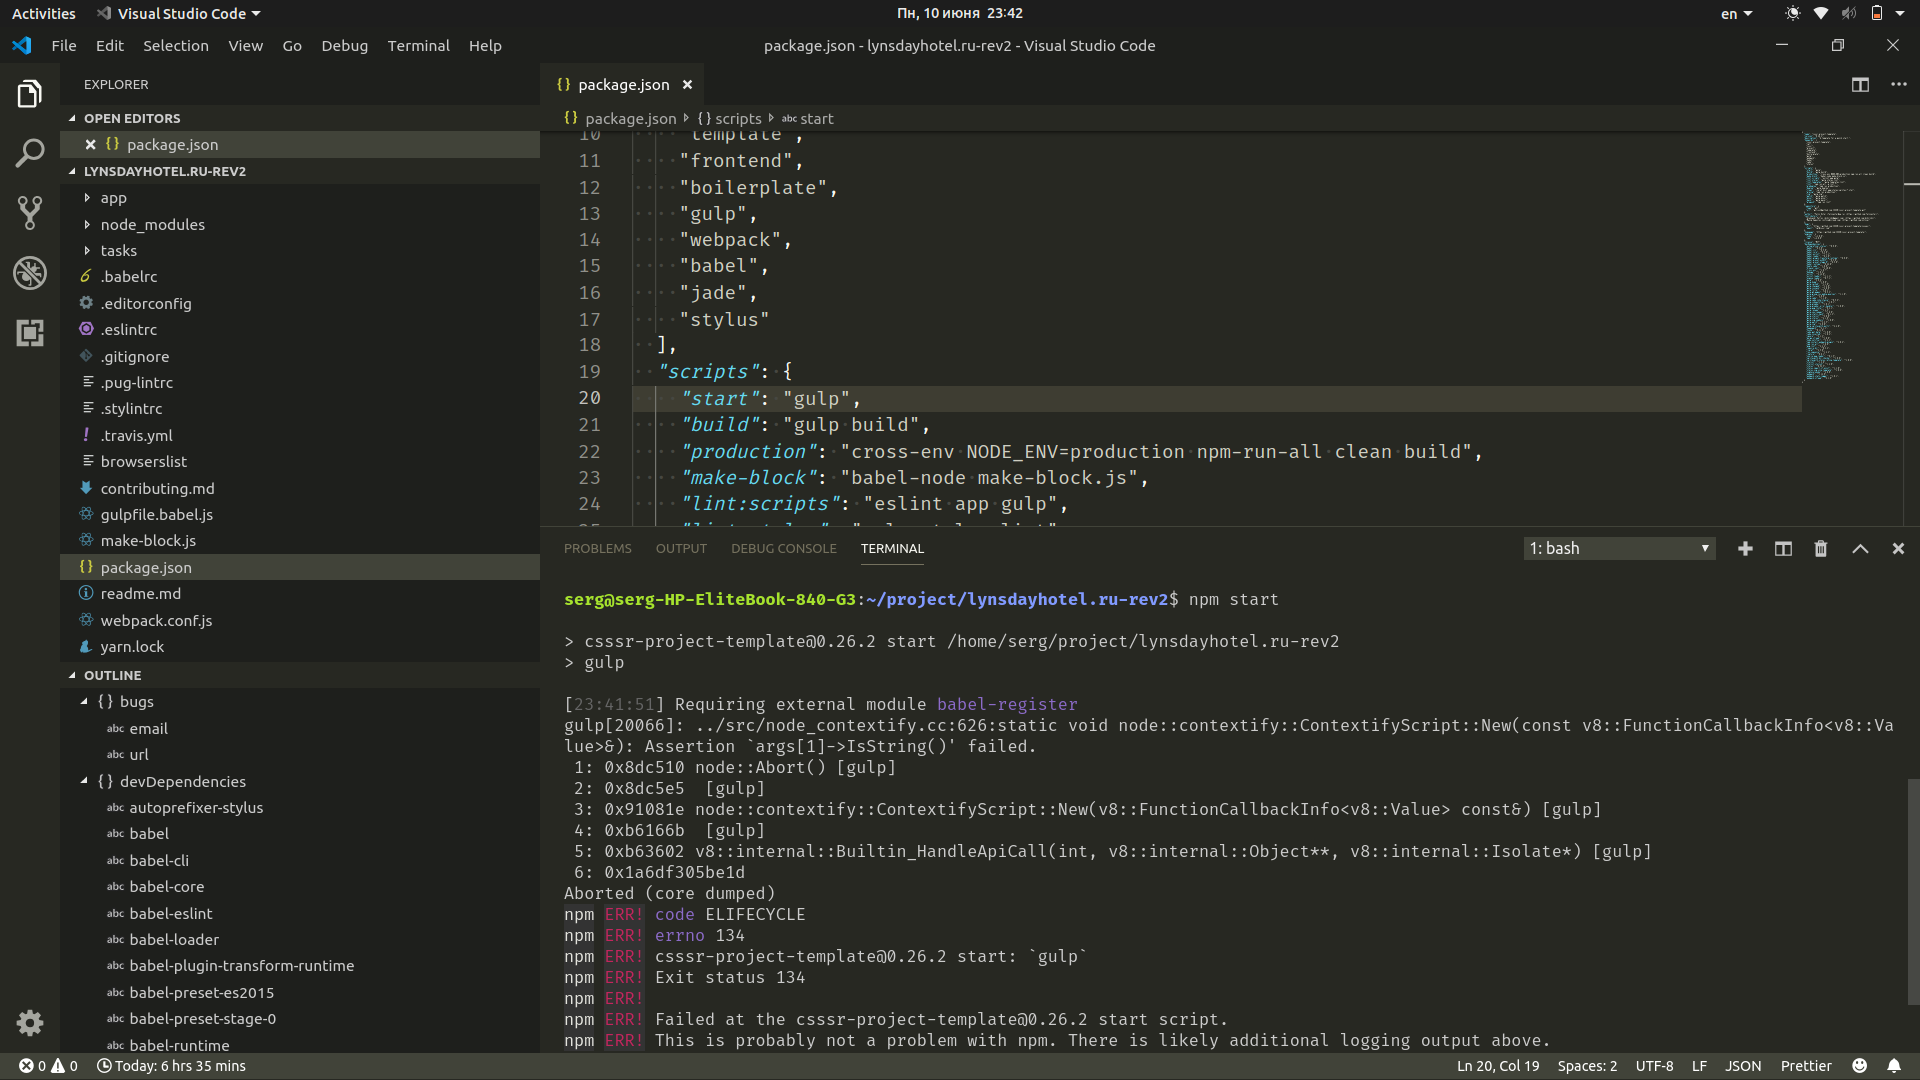 Activities Visual Studio Code Пн, 10 июня 23:42 en
File Edit Selection View Go Debug Terminal Help package.json - lynsdayhotel.ru-rev2 - Visual Studio Code
EXPLORER
OPEN EDITORS
package.json
LYNSDAYHOTEL.RU-REV2
app
node_modules
tasks
.babelrc
.editorconfig
.eslintrc
.gitignore
.pug-lintrc
.stylintrc
.travis.yml
browserslist
contributing.md
gulpfile.babel.js
make-block.js
package.json
readme.md
webpack.conf.js
yarn.lock
OUTLINE
{} bugs
abc email
abc url
{} devDependencies
abc autoprefixer-stylus
abc babel
abc babel-cli
abc babel-core
abc babel-eslint
abc babel-loader
abc babel-plugin-transform-runtime
abc babel-preset-es2015
abc babel-preset-stage-0
abc babel-runtime
{} package.json
{} package.json {} scripts abc start
10 "template",
11 "frontend",
12 "boilerplate",
13 "gulp",
14 "webpack",
15 "babel",
16 "jade",
17 "stylus"
18 ],
19 "scripts": {
20 "start": "gulp",
21 "build": "gulp build",
22 "production": "cross-env NODE_ENV=production npm-run-all clean build",
23 "make-block": "babel-node make-block.js",
24 "lint:scripts": "eslint app gulp",
PROBLEMS OUTPUT DEBUG CONSOLE TERMINAL 1: bash
serg@serg-HP-EliteBook-840-G3:~/project/lynsdayhotel.ru-rev2$ npm start
> csssr-project-template@0.26.2 start /home/serg/project/lynsdayhotel.ru-rev2
> gulp
[23:41:51] Requiring external module babel-register
gulp[20066]: ../src/node_contextify.cc:626:static void node::contextify::ContextifyScript::New(const v8::FunctionCallbackInfo<v8::Va
lue>&): Assertion `args[1]->IsString()' failed.
1: 0x8dc510 node::Abort() [gulp]
2: 0x8dc5e5 [gulp]
3: 0x91081e node::contextify::ContextifyScript::New(v8::FunctionCallbackInfo<v8::Value> const&) [gulp]
4: 0xb6166b [gulp]
5: 0xb63602 v8::internal::Builtin_HandleApiCall(int, v8::internal::Object**, v8::internal::Isolate*) [gulp]
6: 0x1a6df305be1d
Aborted (core dumped)
npm ERR! code ELIFECYCLE
npm ERR! errno 134
npm ERR! csssr-project-template@0.26.2 start: `gulp`
npm ERR! Exit status 134
npm ERR!
npm ERR! Failed at the csssr-project-template@0.26.2 start script.
npm ERR! This is probably not a problem with npm. There is likely additional logging output above.
0 0 Today: 6 hrs 35 mins Ln 20, Col 19 Spaces: 2 UTF-8 LF JSON Prettier